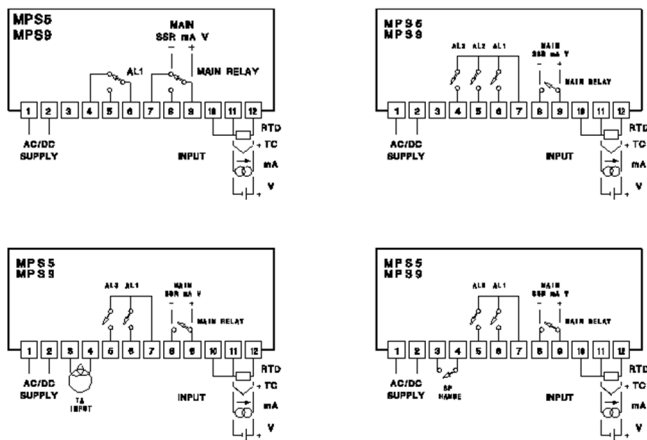 MPS5
MPS9
MAIN
SSR mA V
- +
AL1
MAIN RELAY
1 2 3 4 5 6 7 8 9 10 11 12
AC/DC
SUPPLY
INPUT
RTD
+ TC
mA
+ V
MPS5
MPS9
AL3 AL2 AL1
MAIN
SSR mA V
- +
MAIN RELAY
1 2 3 4 5 6 7 8 9 10 11 12
AC/DC
SUPPLY
INPUT
RTD
+ TC
mA
+ V
MPS5
MPS9
AL1
MAIN
SSR mA V
- +
MAIN RELAY
1 2 3 4 5 6 7 8 9 10 11 12
AC/DC
SUPPLY
TA
INPUT
INPUT
RTD
+ TC
mA
+ V
MPS5
MPS9
AL1
MAIN
SSR mA V
- +
MAIN RELAY
1 2 3 4 5 6 7 8 9 10 11 12
AC/DC
SUPPLY
SP
INPUT
RTD
+ TC
mA
+ V